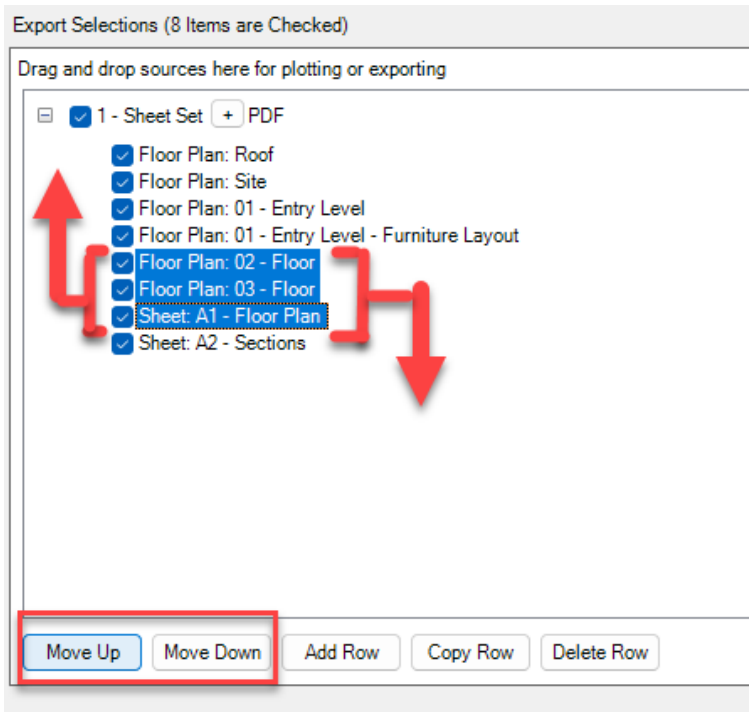 Export Selections (8 Items are Checked)
Drag and drop sources here for plotting or exporting
1 - Sheet Set + PDF
Floor Plan: Roof
Floor Plan: Site
Floor Plan: 01 - Entry Level
Floor Plan: 01 - Entry Level - Furniture Layout
Floor Plan: 02 - Floor
Floor Plan: 03 - Floor
Sheet: A1 - Floor Plan
Sheet: A2 - Sections
Move Up Move Down Add Row Copy Row Delete Row